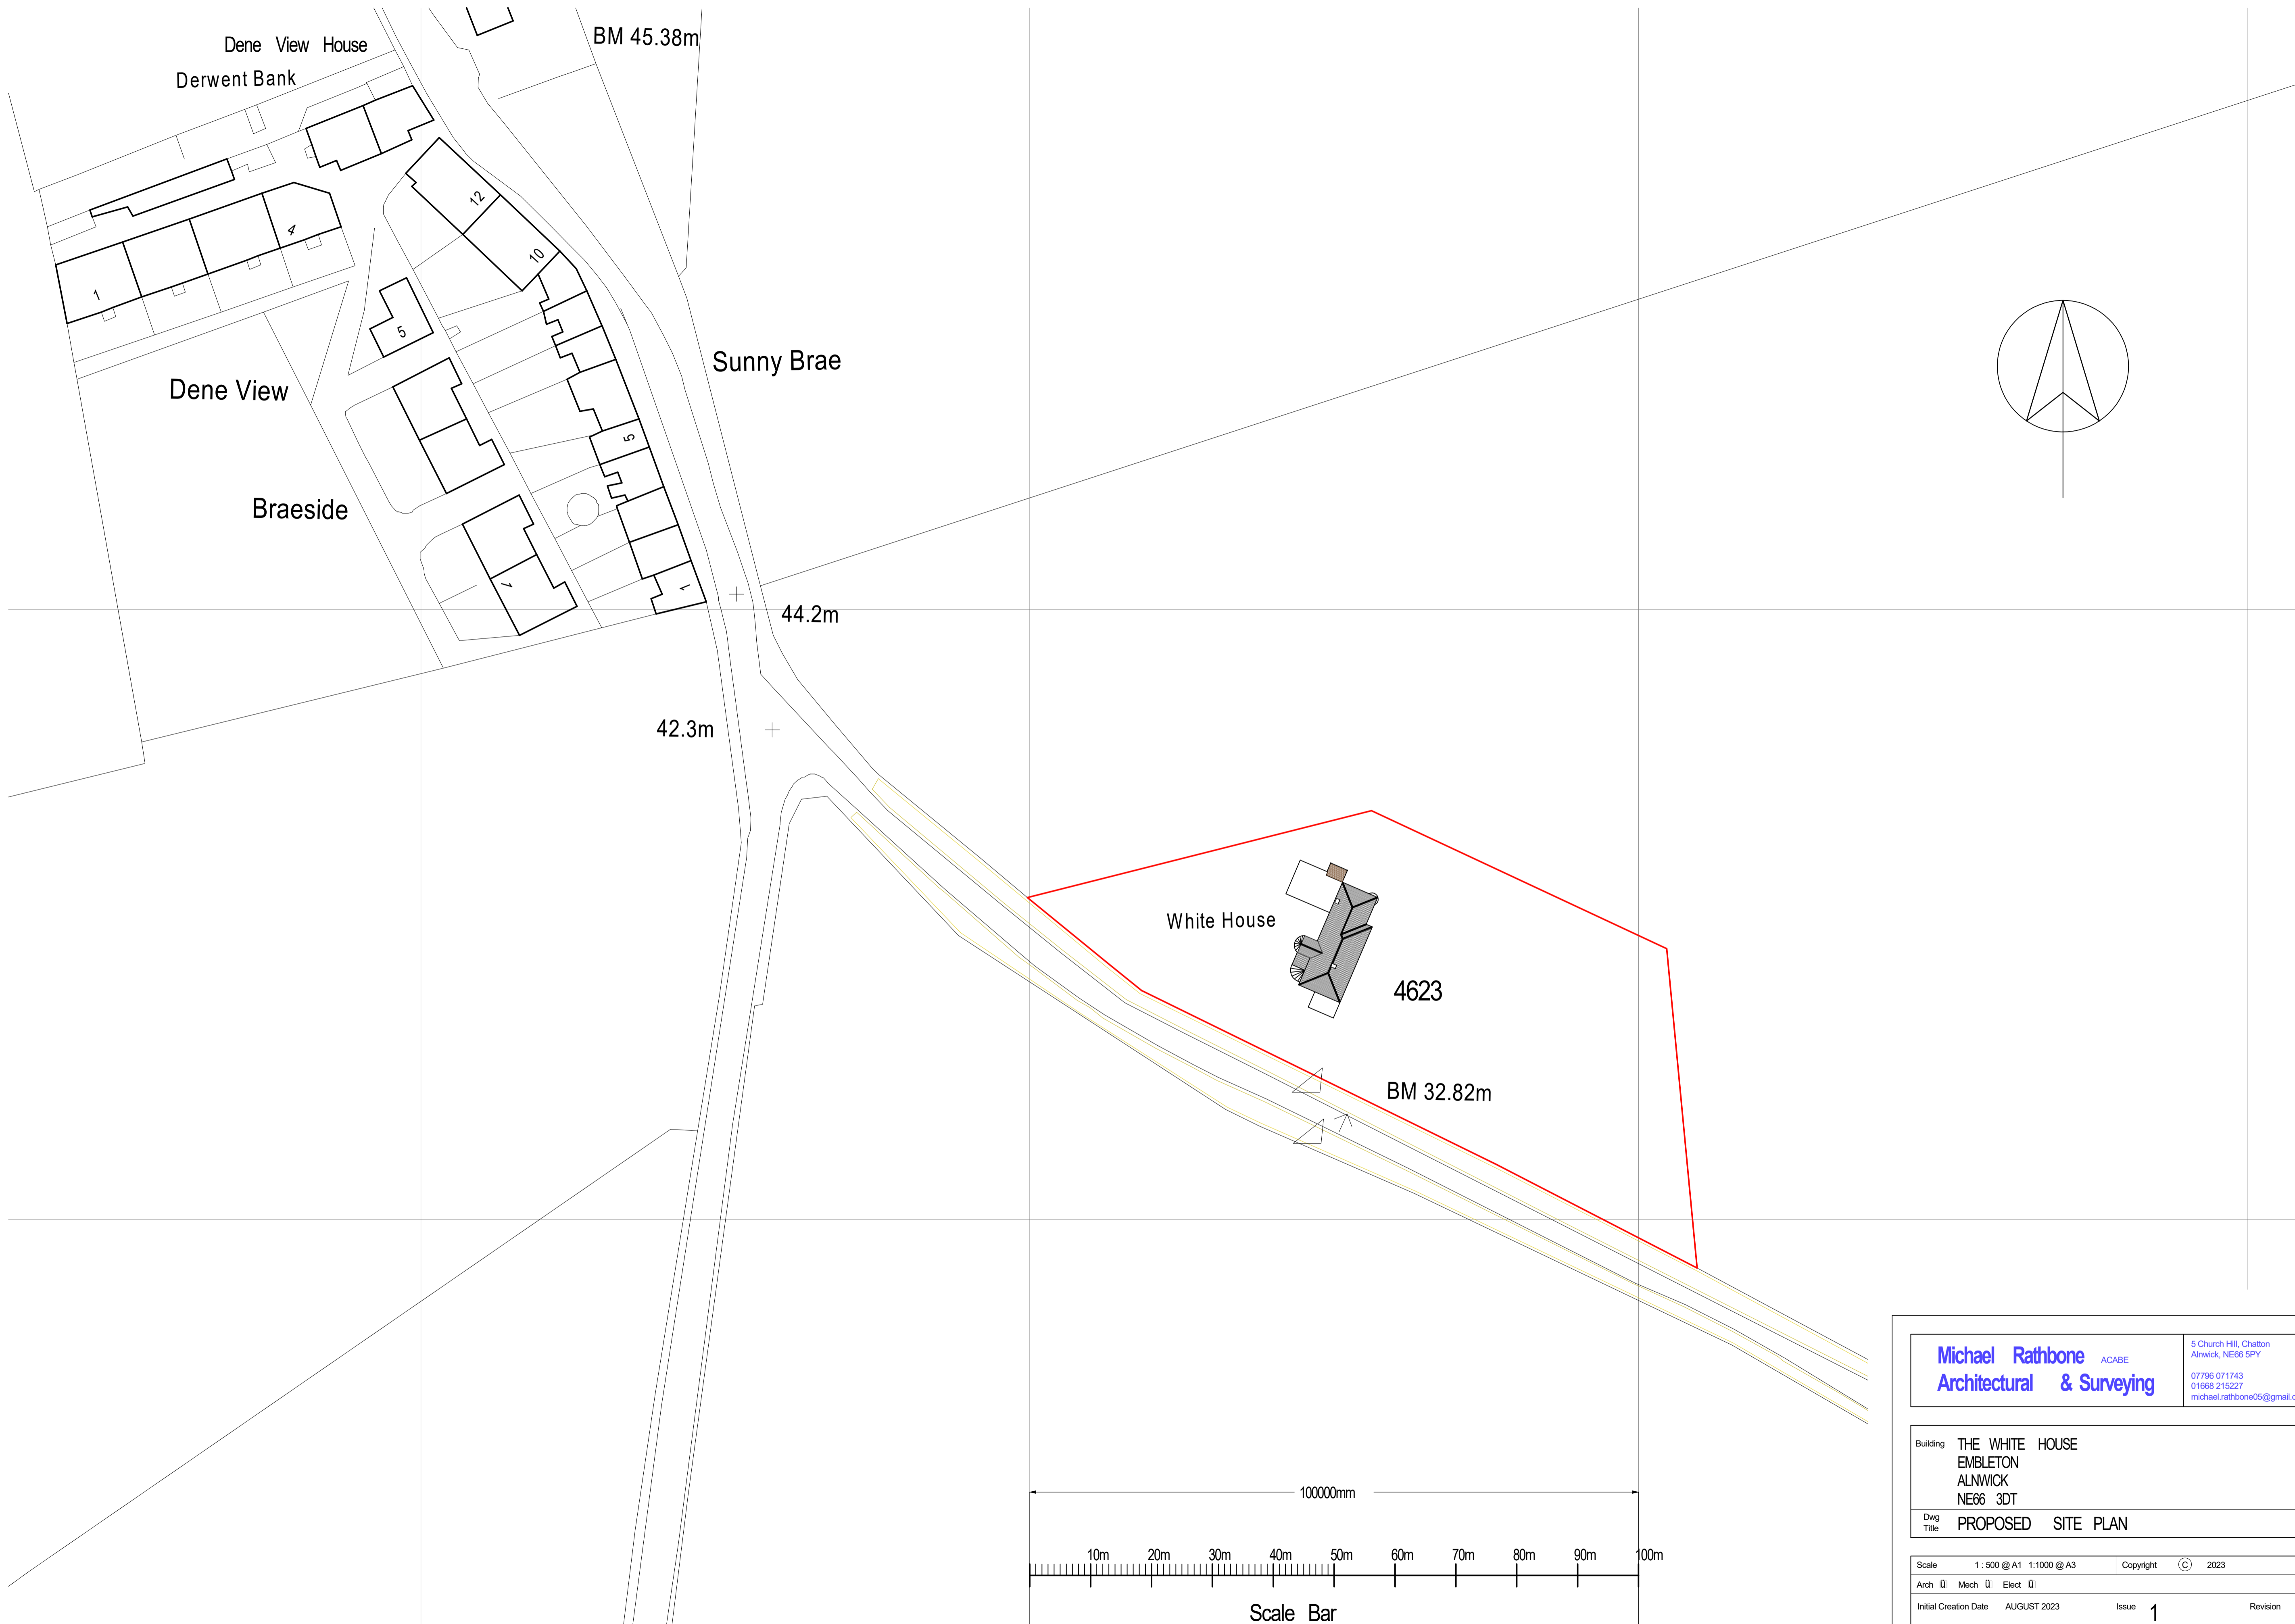 Dene View House
BM 45.38m
Derwent Bank
12
4
10
1
5
Sunny Brae
Dene View
5
Braeside
1
1
44.2m
42.3m
White House
4623
BM 32.82m
Michael Rathbone ACABE
Architectural & Surveying
5 Church Hill, Chatton
Alnwick, NE66 5PY
07796 071743
01668 215227
Building THE WHITE HOUSE
EMBLETON
ALNWICK
NE66 3DT
Dwg Title PROPOSED SITE PLAN
100000mm
10m 20m 30m 40m 50m 60m 70m 80m 90m 100m
Scale Bar
Scale 1 : 500 @ A1 1:1000 @ A3 Copyright © 2023
Arch Mech Elect
Initial Creation Date AUGUST 2023 Issue 1 Revision